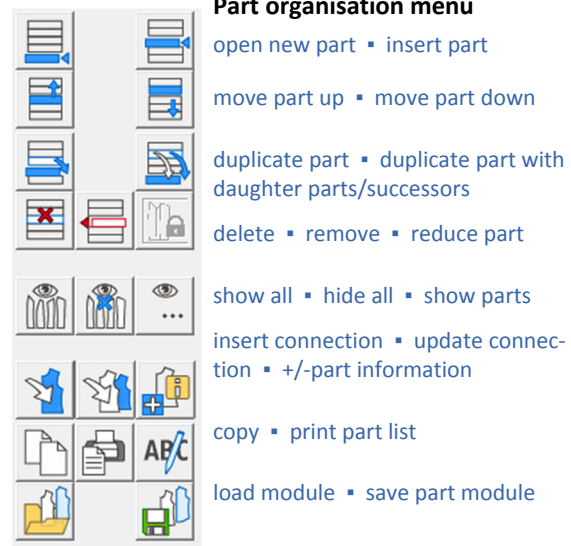 Part organisation menu
open new part ▪ insert part
move part up ▪ move part down
duplicate part ▪ duplicate part with
daughter parts/successors
delete ▪ remove ▪ reduce part
show all ▪ hide all ▪ show parts
insert connection ▪ update connec-
tion ▪ +/-part information
ABC
copy ▪ print part list
load module ▪ save part module